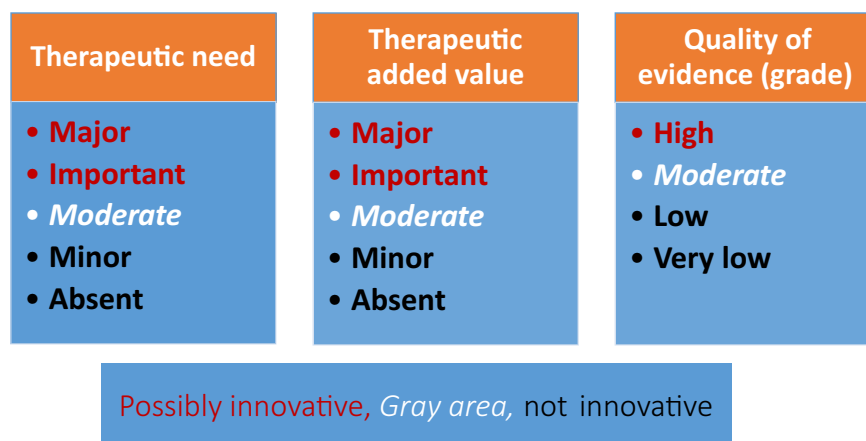 Therapeutic need
• Major
• Important
• Moderate
• Minor
• Absent
Therapeutic
added value
• Major
• Important
• Moderate
• Minor
• Absent
Quality of
evidence (grade)
• High
• Moderate
• Low
• Very low
Possibly innovative, Gray area, not innovative